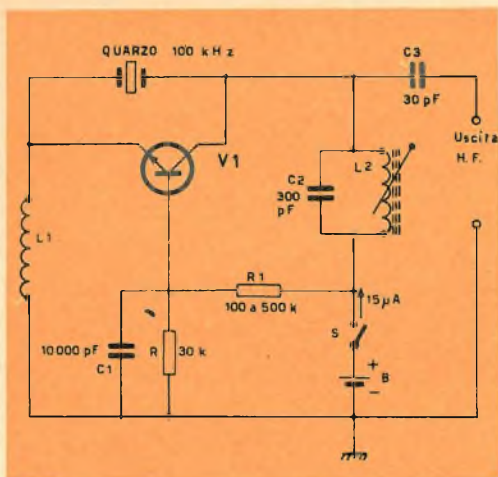 QUARZO 100 kHz
C3
30 pF
V1
Uscita
H.F.
L2
C2
300
pF
L1
R1
100 a 500 k
15 µA
S
+
B
-
10000 pF
C1
R
30 k